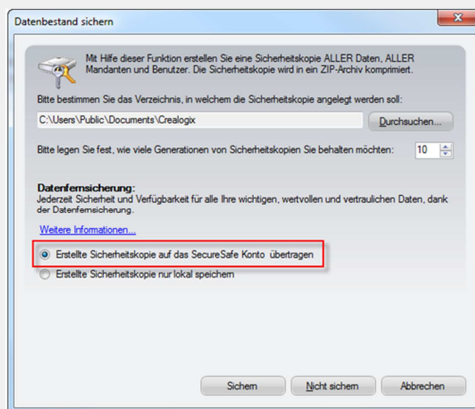 Datenbestand sichern
Mit Hilfe dieser Funktion erstellen Sie eine Sicherheitskopie ALLER Daten, ALLER
Mandanten und Benutzer. Die Sicherheitskopie wird in ein ZIP-Archiv komprimiert.
Bitte bestimmen Sie das Verzeichnis, in welchem die Sicherheitskopie angelegt werden soll:
C:\Users\Public\Documents\Crealogix
Durchsuchen...
Bitte legen Sie fest, wie viele Generationen von Sicherheitskopien Sie behalten möchten:
10
Datenfernsicherung:
Jederzeit Sicherheit und Verfügbarkeit für alle Ihre wichtigen, wertvollen und vertraulichen Daten, dank
der Datenfernsicherung.
Weitere Informationen...
Erstellte Sicherheitskopie auf das SecureSafe Konto übertragen
Erstellte Sicherheitskopie nur lokal speichern
Sichern
Nicht sichern
Abbrechen